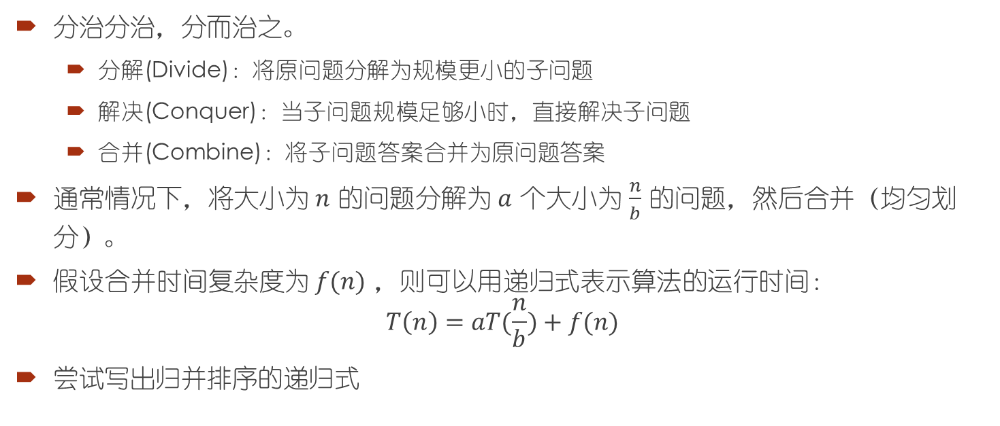 分治分治，分而治之。
分解(Divide)：将原问题分解为规模更小的子问题
解决(Conquer)：当子问题规模足够小时，直接解决子问题
合并(Combine)：将子问题答案合并为原问题答案
通常情况下，将大小为 n 的问题分解为 a 个大小为 n/b 的问题，然后合并（均匀划
分）。
假设合并时间复杂度为 f(n) ，则可以用递归式表示算法的运行时间：
T(n) = aT(n/b) + f(n)
尝试写出归并排序的递归式